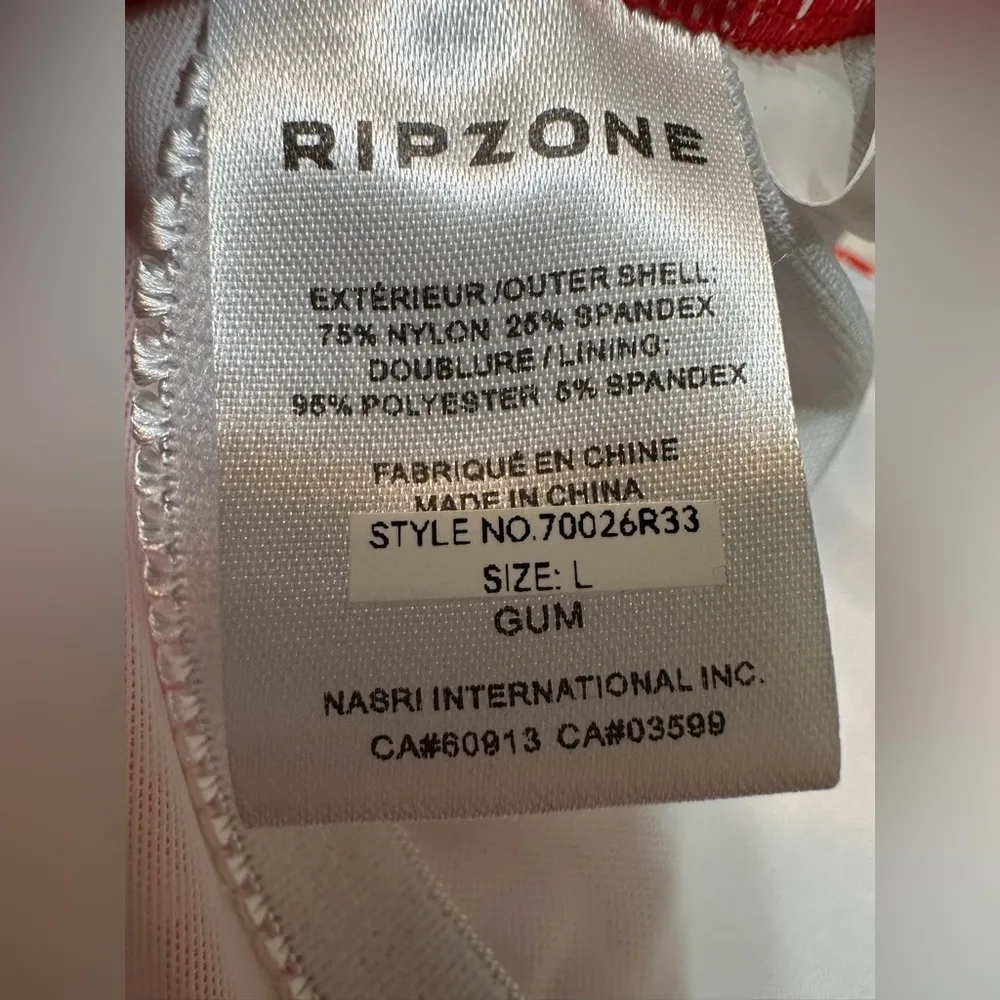 RIPZONE
EXTÉRIEUR/OUTER SHELL:
75% NYLON 25% SPANDEX
DOUBLURE/LINING:
95% POLYESTER 5% SPANDEX
FABRIQUÉ EN CHINE
MADE IN CHINA
STYLE NO.70026R33
SIZE: L
GUM
NASRI INTERNATIONAL INC.
CA#60913 CA#03599